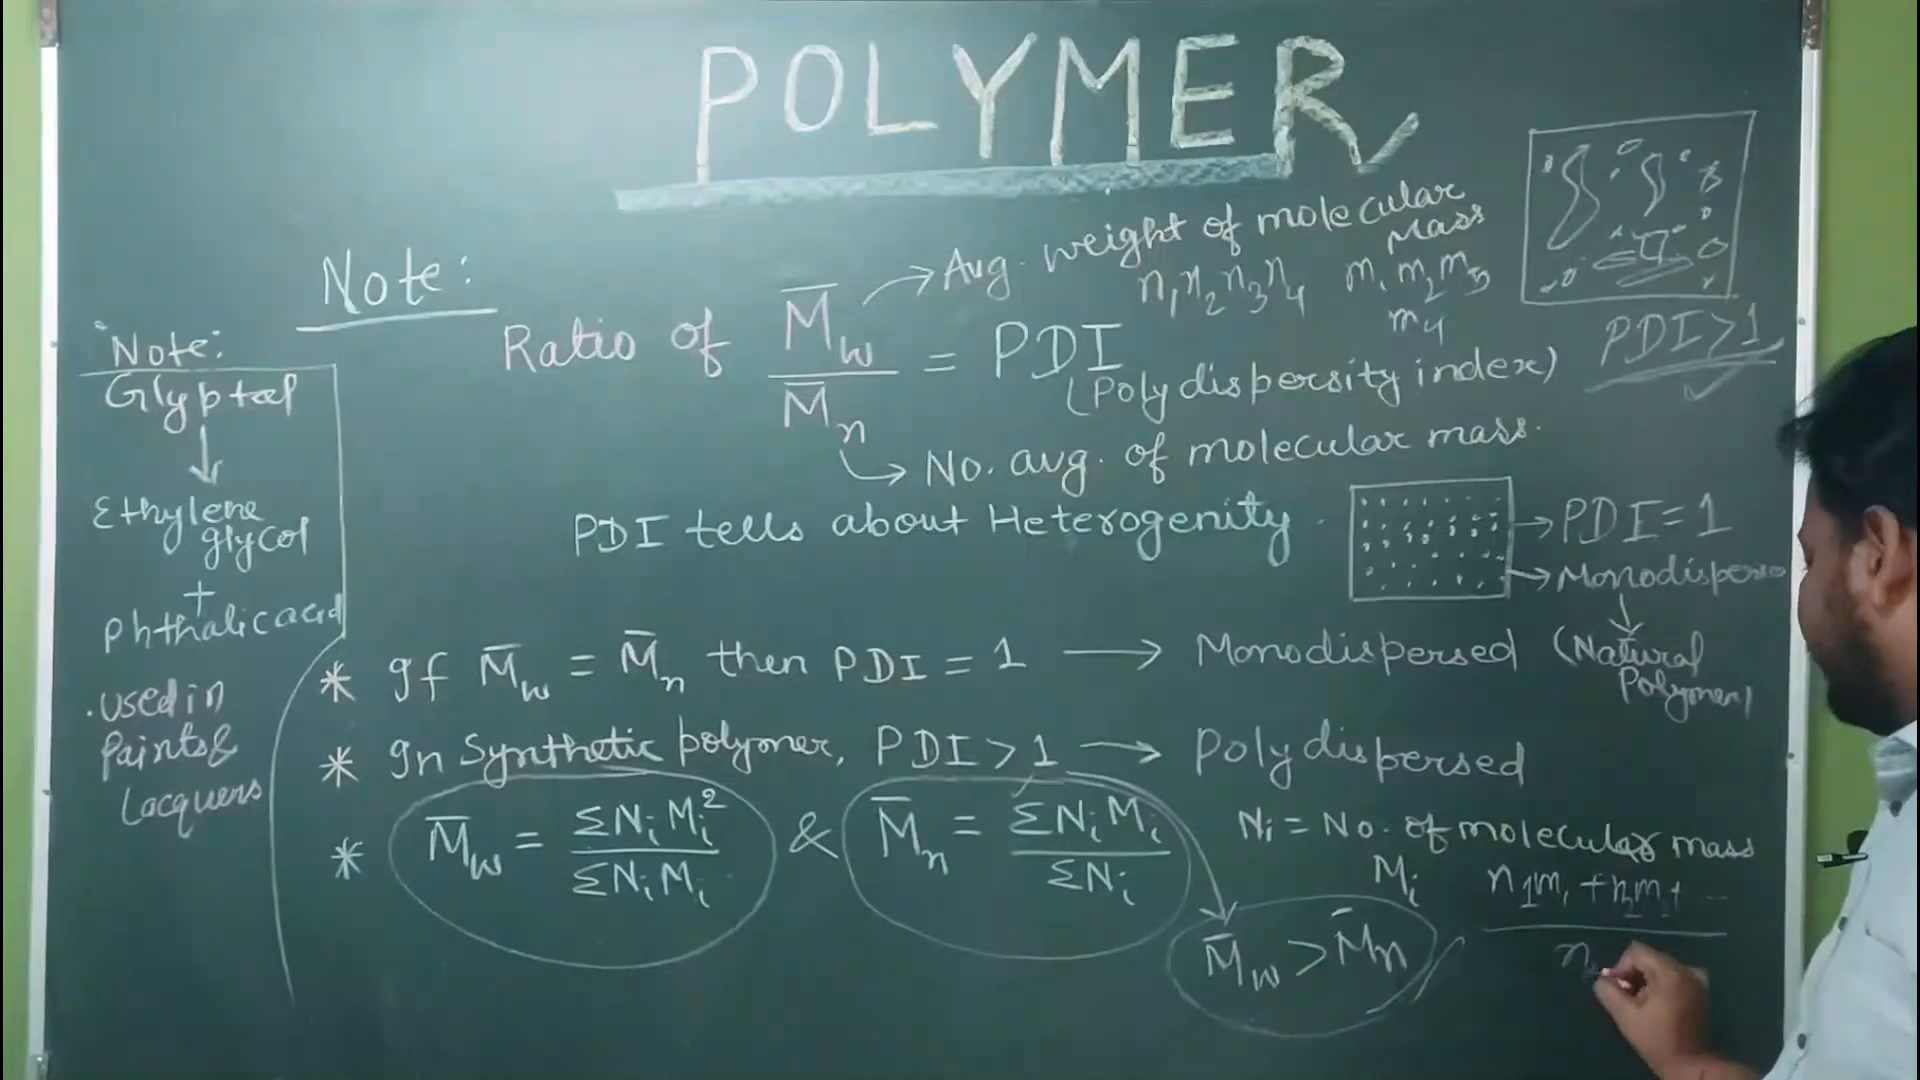 POLYMER
Note:
Ratio of M̄w / M̄n = PDI
(Polydispersity index)
→ Avg. weight of molecular
Mass
n₁ n₂ n₃ n₄ m₁ m₂ m₃
m₄
→ No. avg. of molecular mass.
PDI > 1
PDI tells about Heterogenity
→ PDI = 1
→ Monodisperse
↓
(Natural
Polymer)
Note:
Glyptal
↓
Ethylene
glycol
+
Phthalic acid
. Used in
Paints &
Lacquers
* If M̄w = M̄n then PDI = 1 → Monodispersed
* In Synthetic polymer, PDI > 1 → Polydispersed
* M̄w = ΣNᵢMᵢ² / ΣNᵢMᵢ & M̄n = ΣNᵢMᵢ / ΣNᵢ
Nᵢ = No. of molecular mass
Mᵢ
M̄w > M̄n
n₁m₁ + n₂m₂ + ...
n